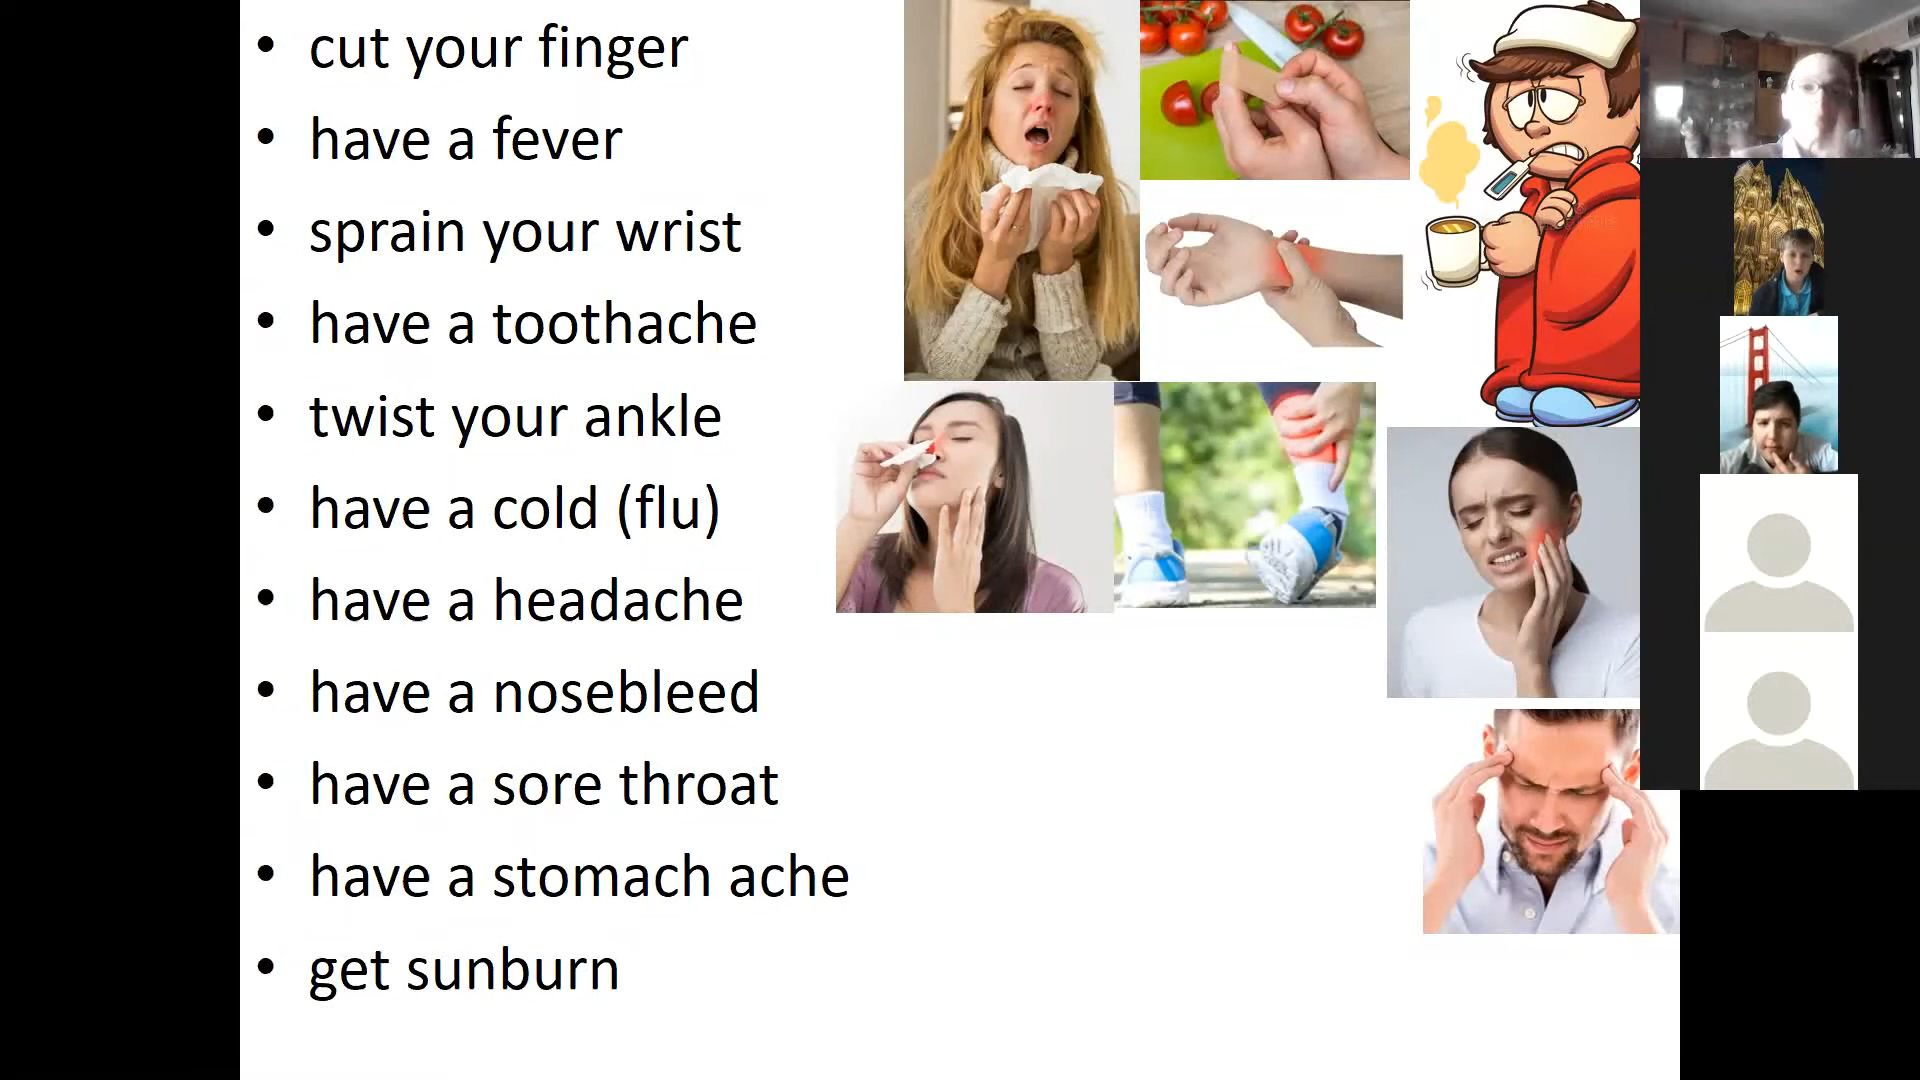 • cut your finger
• have a fever
• sprain your wrist
• have a toothache
• twist your ankle
• have a cold (flu)
• have a headache
• have a nosebleed
• have a sore throat
• have a stomach ache
• get sunburn